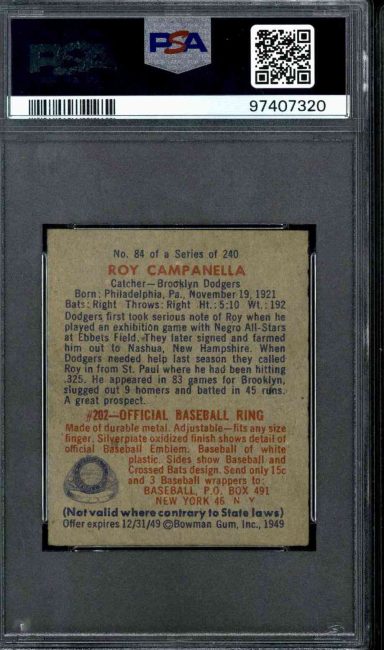 PSA
PSA
97407320
No. 84 of a Series of 240
ROY CAMPANELLA
Catcher—Brooklyn Dodgers
Born: Philadelphia, Pa., November 19, 1921
Bats: Right Throws: Right Ht.: 5:10 Wt.: 192
Dodgers first took serious note of Roy when he
played an exhibition game with Negro All-Stars
at Ebbets Field. They later signed and farmed
him out to Nashua, New Hampshire. When
Dodgers needed help last season they called
Roy in from St. Paul where he had been hitting
.325. He appeared in 83 games for Brooklyn,
slugged out 9 homers and batted in 45 runs.
A great prospect.
#202—OFFICIAL BASEBALL RING
Made of durable metal. Adjustable—fits any size
finger. Silverplate oxidized finish shows detail of
official Baseball Emblem. Baseball of white
plastic. Sides show Baseball and
Crossed Bats design. Send only 15c
and 3 Baseball wrappers to:
BASEBALL, P.O. BOX 491
NEW YORK 46, N.Y.
(Not valid where contrary to State laws)
Offer expires 12/31/49 ©Bowman Gum, Inc., 1949